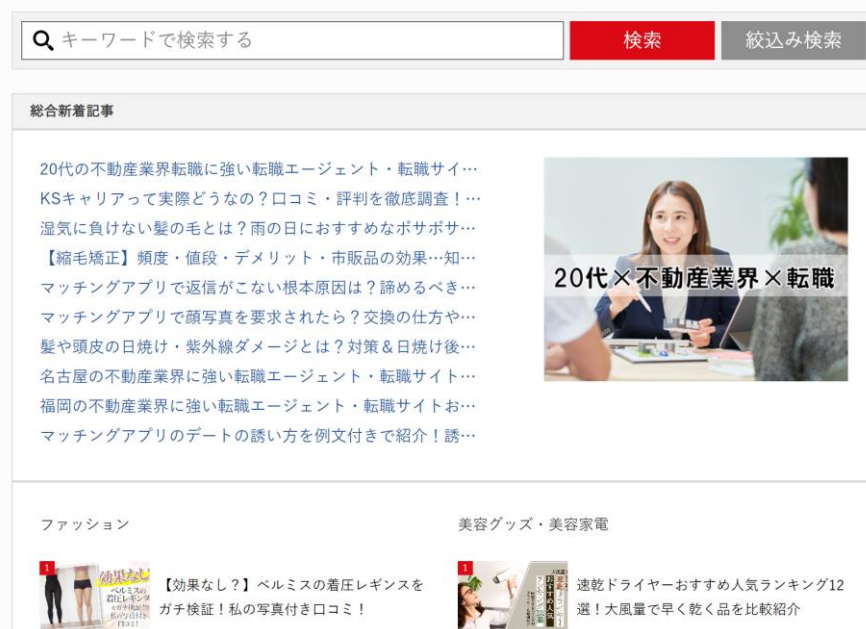 キーワードで検索する
検索
絞込み検索
総合新着記事
20代の不動産業界転職に強い転職エージェント・転職サイ…
KSキャリアって実際どうなの？口コミ・評判を徹底調査！…
湿気に負けない髪の毛とは？雨の日におすすめなボサボサ…
【縮毛矯正】頻度・値段・デメリット・市販品の効果…知…
マッチングアプリで返信がこない根本原因は？諦めるべき…
マッチングアプリで顔写真を要求されたら？交換の仕方や…
髪や頭皮の日焼け・紫外線ダメージとは？対策＆日焼け後…
名古屋の不動産業界に強い転職エージェント・転職サイト…
福岡の不動産業界に強い転職エージェント・転職サイトお…
マッチングアプリのデートの誘い方を例文付きで紹介！誘…
20代×不動産業界×転職
ファッション
1
効果なし
ベルミスの
着圧レギンス
【効果なし？】ベルミスの着圧レギンスを
ガチ検証！私の写真付き口コミ！
美容グッズ・美容家電
1
速乾ドライヤーおすすめ人気ランキング12
選！大風量で早く乾く品を比較紹介